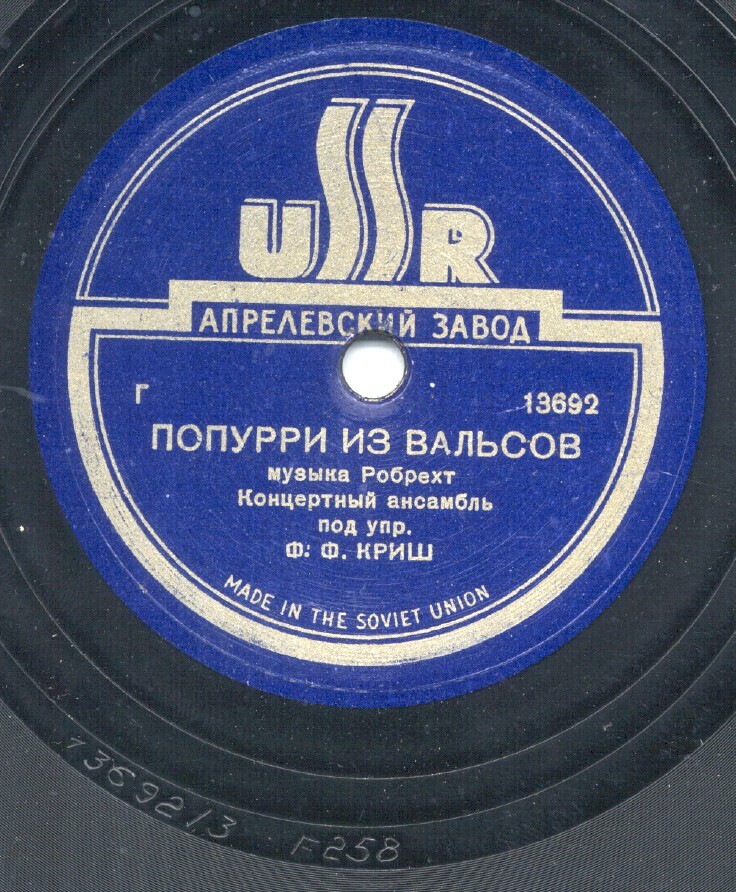 USSR
АПРЕЛЕВСКИЙ ЗАВОД
Г 13692
ПОПУРРИ ИЗ ВАЛЬСОВ
музыка Робрехт
Концертный ансамбль
под упр.
Ф. Ф. КРИШ
MADE IN THE SOVIET UNION
13692/3 F258